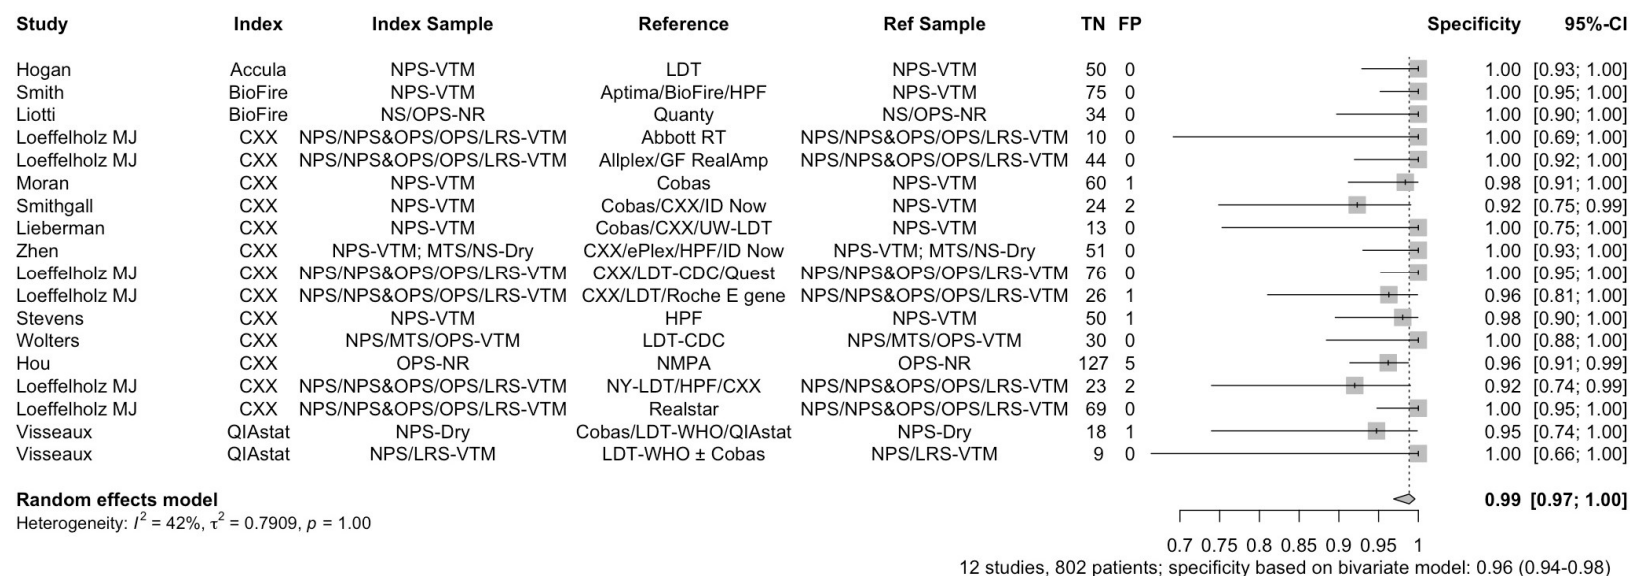 Study Index Index Sample Reference Ref Sample TN FP Specificity 95%-CI
Hogan Accula NPS-VTM LDT NPS-VTM 50 0 1.00 [0.93; 1.00]
Smith BioFire NPS-VTM Aptima/BioFire/HPF NPS-VTM 75 0 1.00 [0.95; 1.00]
Liotti BioFire NS/OPS-NR Quanty NS/OPS-NR 34 0 1.00 [0.90; 1.00]
Loeffelholz MJ CXX NPS/NPS&OPS/OPS/LRS-VTM Abbott RT NPS/NPS&OPS/OPS/LRS-VTM 10 0 1.00 [0.69; 1.00]
Loeffelholz MJ CXX NPS/NPS&OPS/OPS/LRS-VTM Allplex/GF RealAmp NPS/NPS&OPS/OPS/LRS-VTM 44 0 1.00 [0.92; 1.00]
Moran CXX NPS-VTM Cobas NPS-VTM 60 1 0.98 [0.91; 1.00]
Smithgall CXX NPS-VTM Cobas/CXX/ID Now NPS-VTM 24 2 0.92 [0.75; 0.99]
Lieberman CXX NPS-VTM Cobas/CXX/UW-LDT NPS-VTM 13 0 1.00 [0.75; 1.00]
Zhen CXX NPS-VTM; MTS/NS-Dry CXX/ePlex/HPF/ID Now NPS-VTM; MTS/NS-Dry 51 0 1.00 [0.93; 1.00]
Loeffelholz MJ CXX NPS/NPS&OPS/OPS/LRS-VTM CXX/LDT-CDC/Quest NPS/NPS&OPS/OPS/LRS-VTM 76 0 1.00 [0.95; 1.00]
Loeffelholz MJ CXX NPS/NPS&OPS/OPS/LRS-VTM CXX/LDT/Roche E gene NPS/NPS&OPS/OPS/LRS-VTM 26 1 0.96 [0.81; 1.00]
Stevens CXX NPS-VTM HPF NPS-VTM 50 1 0.98 [0.90; 1.00]
Wolters CXX NPS/MTS/OPS-VTM LDT-CDC NPS/MTS/OPS-VTM 30 0 1.00 [0.88; 1.00]
Hou CXX OPS-NR NMPA OPS-NR 127 5 0.96 [0.91; 0.99]
Loeffelholz MJ CXX NPS/NPS&OPS/OPS/LRS-VTM NY-LDT/HPF/CXX NPS/NPS&OPS/OPS/LRS-VTM 23 2 0.92 [0.74; 0.99]
Loeffelholz MJ CXX NPS/NPS&OPS/OPS/LRS-VTM Realstar NPS/NPS&OPS/OPS/LRS-VTM 69 0 1.00 [0.95; 1.00]
Visseaux QIAstat NPS-Dry Cobas/LDT-WHO/QIAstat NPS-Dry 18 1 0.95 [0.74; 1.00]
Visseaux QIAstat NPS/LRS-VTM LDT-WHO ± Cobas NPS/LRS-VTM 9 0 1.00 [0.66; 1.00]
Random effects model 0.99 [0.97; 1.00]
Heterogeneity: I² = 42%, τ² = 0.7909, p = 1.00
0.7 0.75 0.8 0.85 0.9 0.95 1
12 studies, 802 patients; specificity based on bivariate model: 0.96 (0.94-0.98)